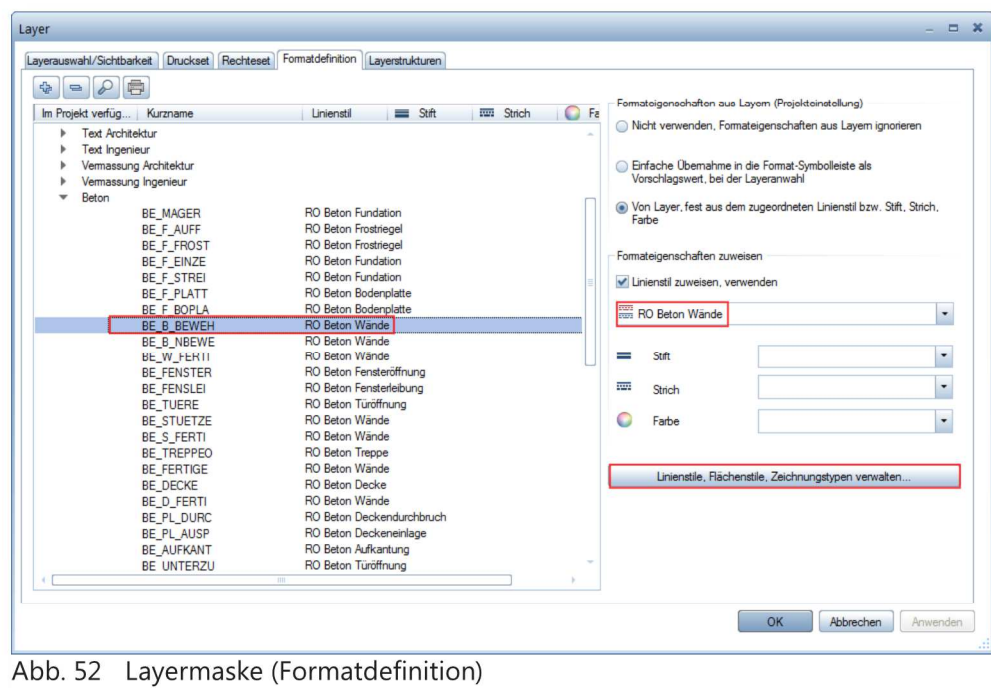 Layer
Layerauswahl/Sichtbarkeit Druckset Rechteset Formatdefinition Layerstrukturen
Im Projekt verfüg... Kurzname Linienstil Stift Strich Fa
Text Architektur
Text Ingenieur
Vermassung Architektur
Vermassung Ingenieur
Beton
BE_MAGER RO Beton Fundation
BE_F_AUFF RO Beton Frostriegel
BE_F_FROST RO Beton Frostriegel
BE_F_EINZE RO Beton Fundation
BE_F_STREI RO Beton Fundation
BE_F_PLATT RO Beton Bodenplatte
BE_F_BOPLA RO Beton Bodenplatte
BE_B_BEWEH RO Beton Wände
BE_B_NBEWE RO Beton Wände
BE_W_FERTI RO Beton Wände
BE_FENSTER RO Beton Fensteröffnung
BE_FENSLEI RO Beton Fensterleibung
BE_TUERE RO Beton Türöffnung
BE_STUETZE RO Beton Wände
BE_S_FERTI RO Beton Wände
BE_TREPPEO RO Beton Treppe
BE_FERTIGE RO Beton Wände
BE_DECKE RO Beton Decke
BE_D_FERTI RO Beton Wände
BE_PL_DURC RO Beton Deckendurchbruch
BE_PL_AUSP RO Beton Deckeneinlage
BE_AUFKANT RO Beton Aufkantung
BE_UNTERZU RO Beton Türöffnung
Formateigenschaften aus Layern (Projekteinstellung)
Nicht verwenden, Formateigenschaften aus Layern ignorieren
Einfache Übernahme in die Format-Symbolleiste als
Vorschlagswert, bei der Layeranwahl
Von Layer, fest aus dem zugeordneten Linienstil bzw. Stift, Strich,
Farbe
Formateigenschaften zuweisen
Linienstil zuweisen, verwenden
RO Beton Wände
Stift
Strich
Farbe
Linienstile, Flächenstile, Zeichnungstypen verwalten...
OK Abbrechen Anwenden
Abb. 52 Layermaske (Formatdefinition)